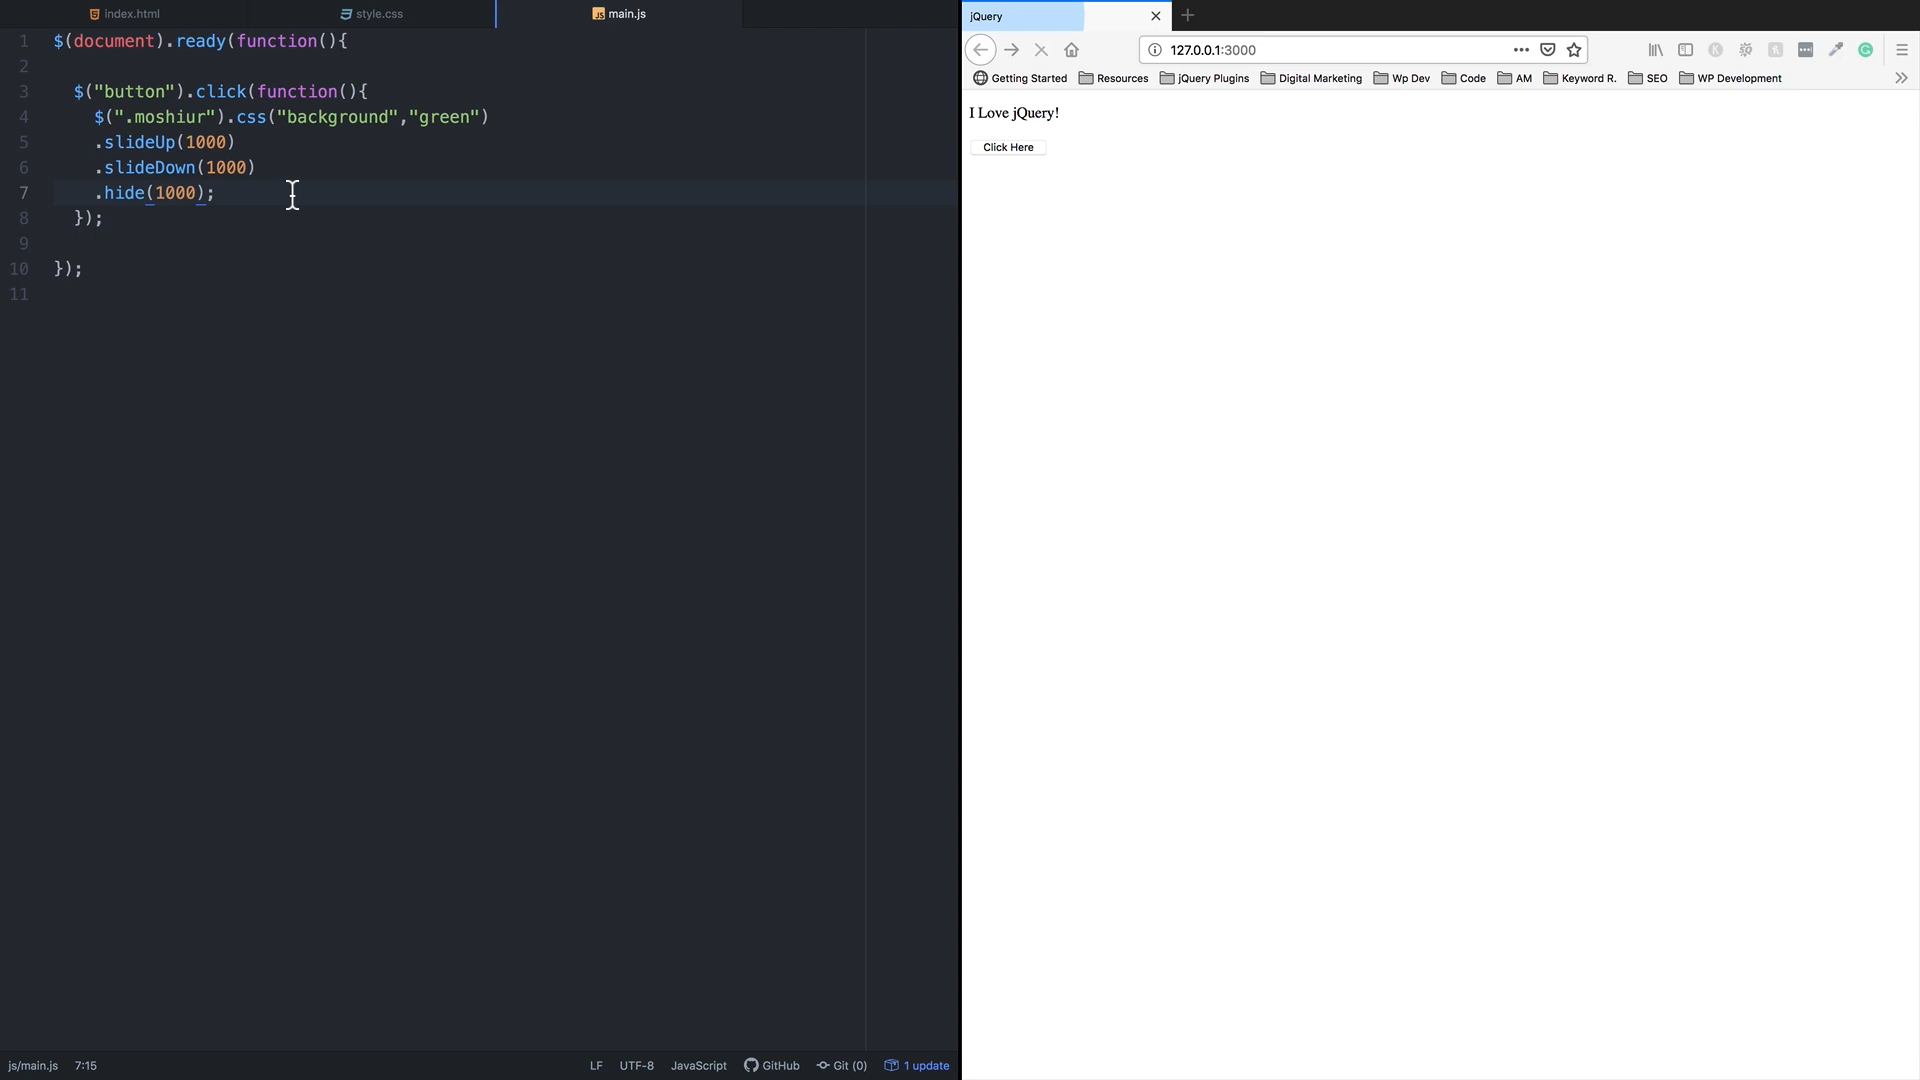 index.html
style.css
main.js
1 $(document).ready(function(){
2
3 $("button").click(function(){
4 $(".moshiur").css("background","green")
5 .slideUp(1000)
6 .slideDown(1000)
7 .hide(1000);
8 });
9
10 });
11
js/main.js 7:15
LF UTF-8 JavaScript GitHub Git (0) 1 update
jQuery
127.0.0.1:3000
Getting Started Resources jQuery Plugins Digital Marketing Wp Dev Code AM Keyword R. SEO WP Development
I Love jQuery!
Click Here